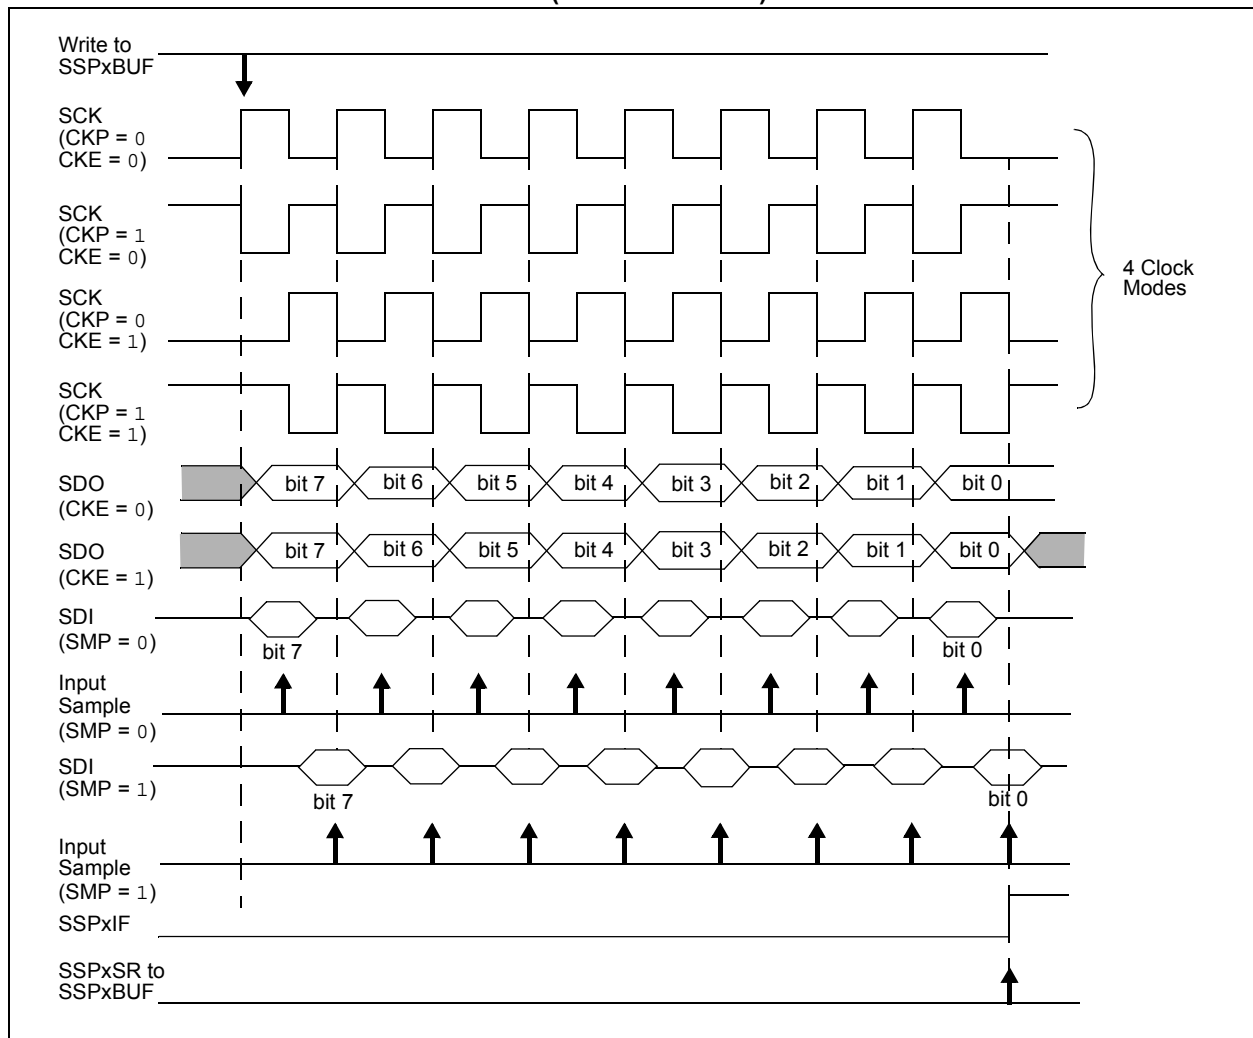 Write to
SSPxBUF
SCK
(CKP = 0
CKE = 0)
SCK
(CKP = 1
CKE = 0)
SCK
(CKP = 0
CKE = 1)
SCK
(CKP = 1
CKE = 1)
4 Clock
Modes
SDO
(CKE = 0)
bit 7 bit 6 bit 5 bit 4 bit 3 bit 2 bit 1 bit 0
SDO
(CKE = 1)
bit 7 bit 6 bit 5 bit 4 bit 3 bit 2 bit 1 bit 0
SDI
(SMP = 0)
bit 7 bit 0
Input
Sample
(SMP = 0)
SDI
(SMP = 1)
bit 7 bit 0
Input
Sample
(SMP = 1)
SSPxIF
SSPxSR to
SSPxBUF